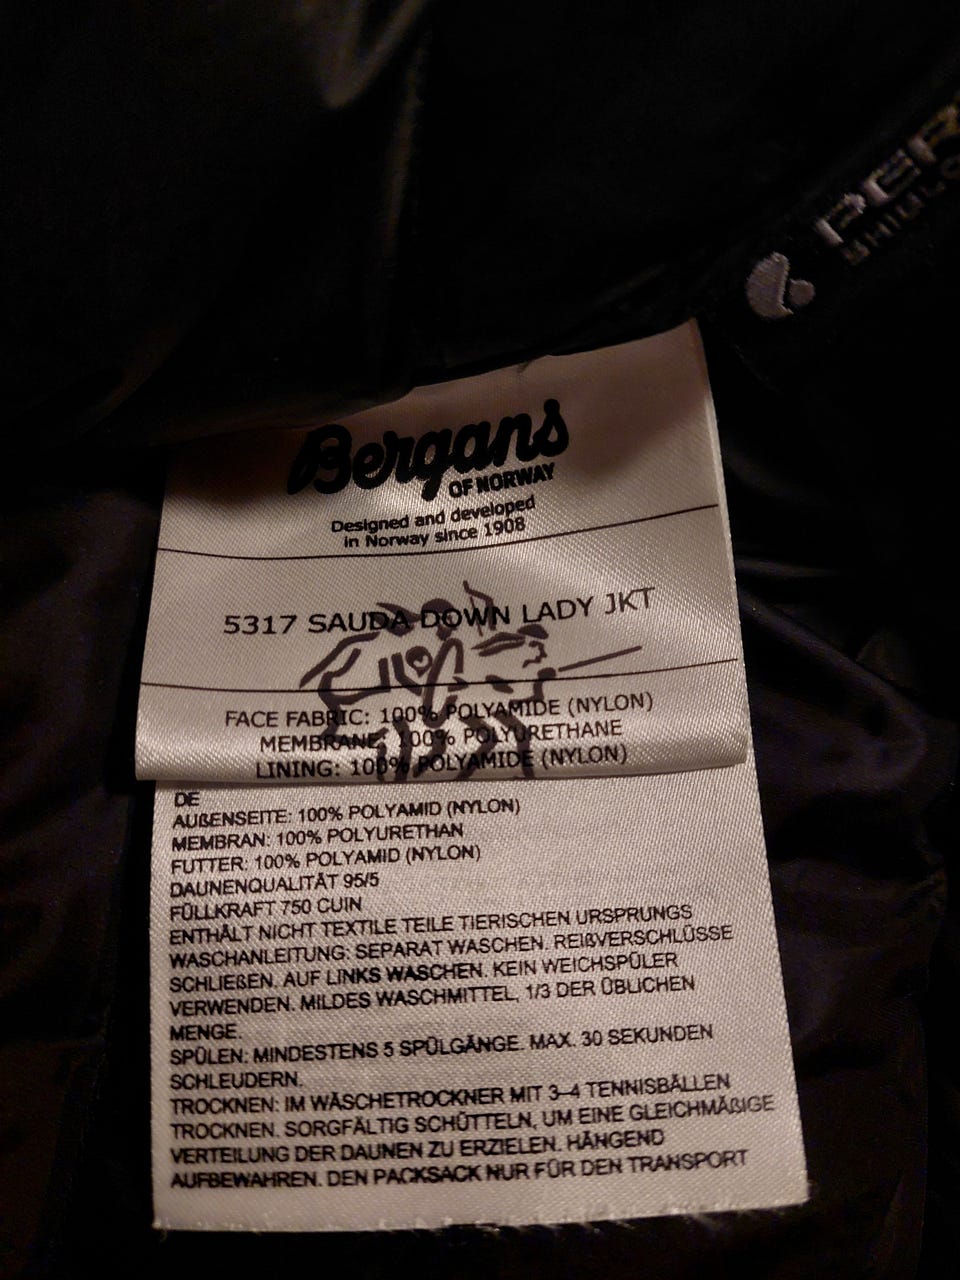 Bergans
OF NORWAY
Designed and developed
in Norway since 1908
5317 SAUDA DOWN LADY JKT
FACE FABRIC: 100% POLYAMIDE (NYLON)
MEMBRANE: 100% POLYURETHANE
LINING: 100% POLYAMIDE (NYLON)
DE
AUßENSEITE: 100% POLYAMID (NYLON)
MEMBRAN: 100% POLYURETHAN
FUTTER: 100% POLYAMID (NYLON)
DAUNENQUALITÄT 95/5
FÜLLKRAFT 750 CUIN
ENTHÄLT NICHT TEXTILE TEILE TIERISCHEN URSPRUNGS
WASCHANLEITUNG: SEPARAT WASCHEN. REIßVERSCHLÜSSE
SCHLIEßEN. AUF LINKS WASCHEN. KEIN WEICHSPÜLER
VERWENDEN. MILDES WASCHMITTEL, 1/3 DER ÜBLICHEN
MENGE.
SPÜLEN: MINDESTENS 5 SPÜLGÄNGE. MAX. 30 SEKUNDEN
SCHLEUDERN.
TROCKNEN: IM WÄSCHETROCKNER MIT 3–4 TENNISBÄLLEN
TROCKNEN. SORGFÄLTIG SCHÜTTELN, UM EINE GLEICHMÄßIGE
VERTEILUNG DER DAUNEN ZU ERZIELEN. HÄNGEND
AUFBEWAHREN. DEN PACKSACK NUR FÜR DEN TRANSPORT